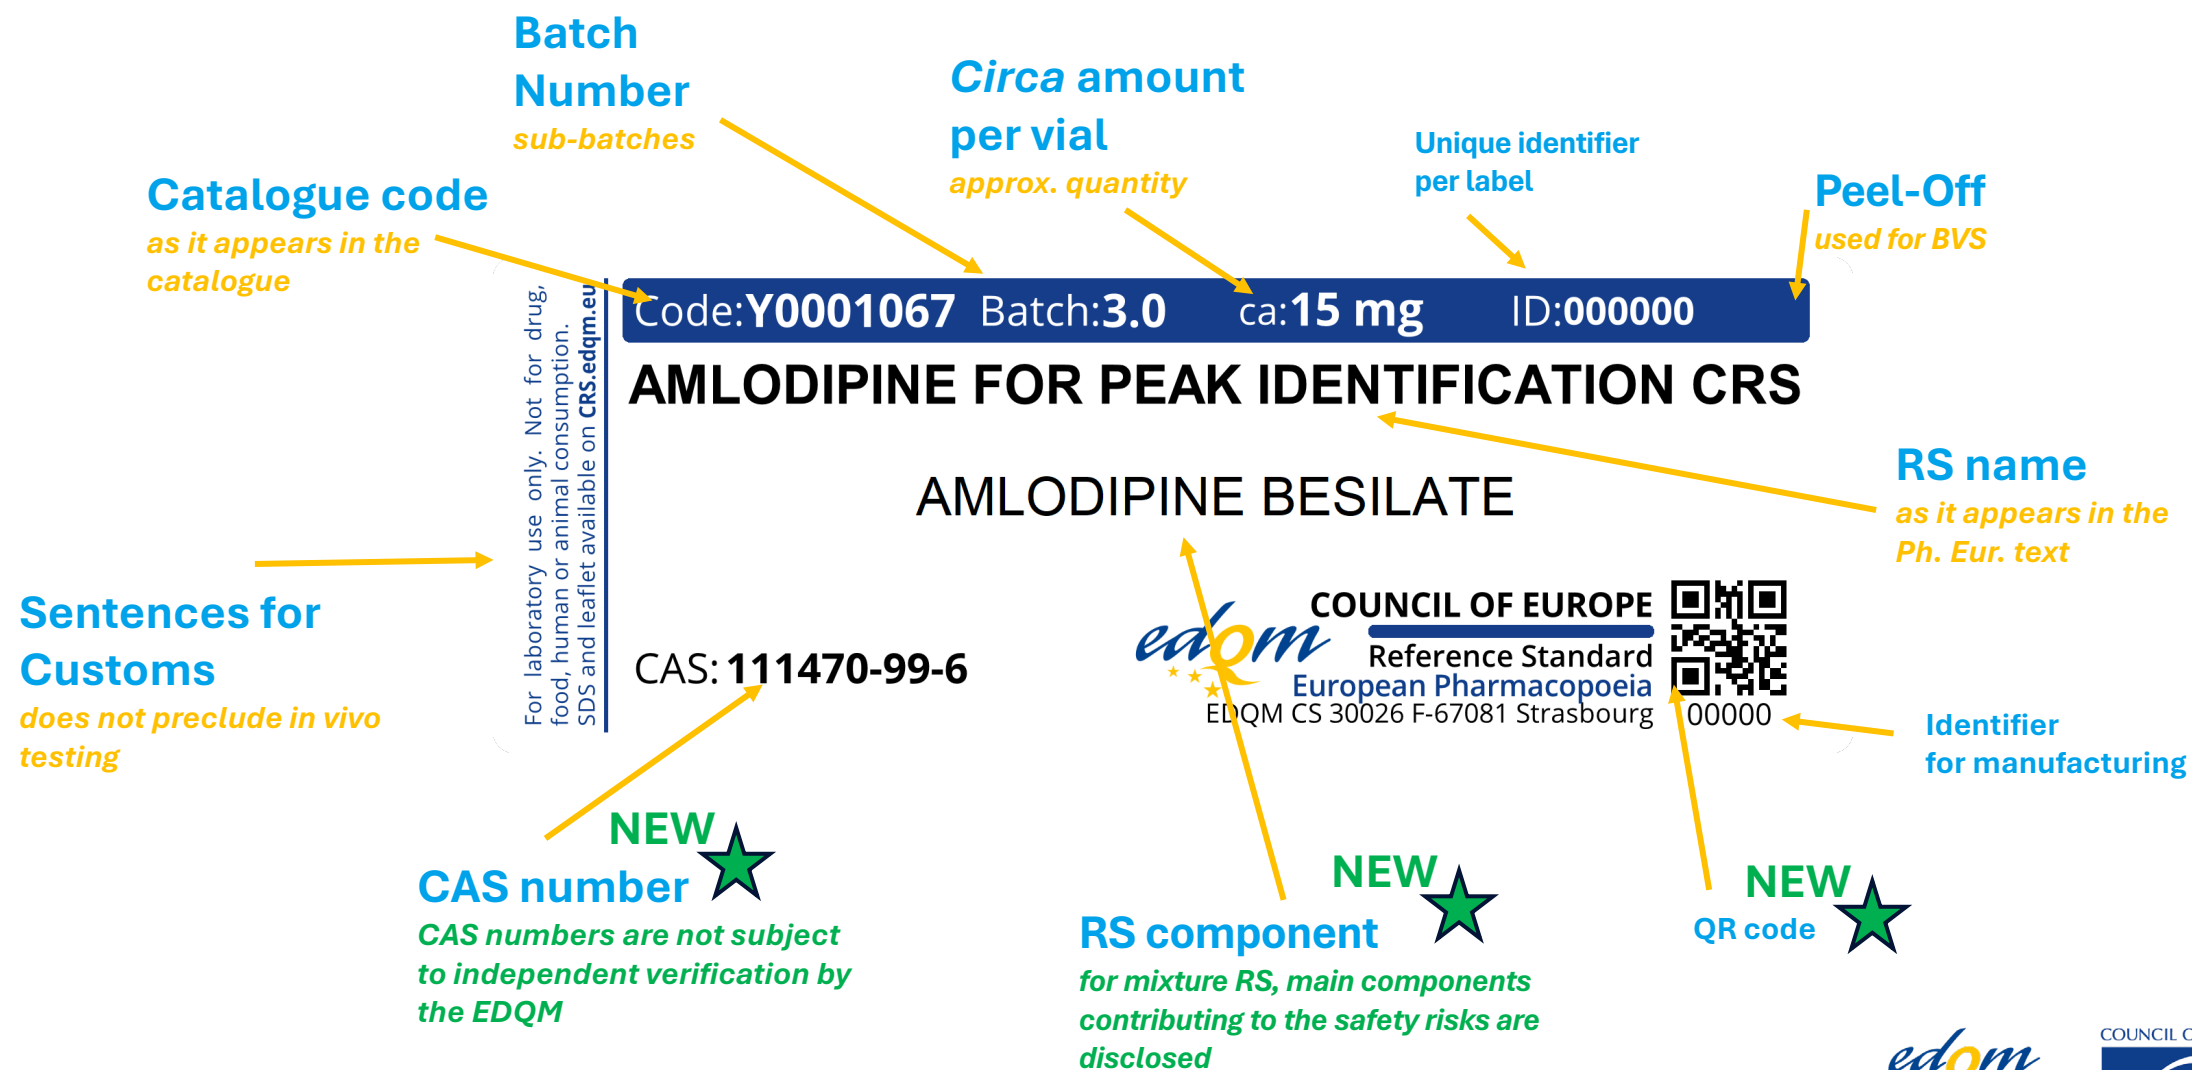 Batch
Number
sub-batches
Circa amount
per vial
approx. quantity
Unique identifier
per label
Peel-Off
used for BVS
Catalogue code
as it appears in the
catalogue
Code:Y0001067 Batch:3.0 ca:15 mg ID:000000
AMLODIPINE FOR PEAK IDENTIFICATION CRS
AMLODIPINE BESILATE
For laboratory use only. Not for drug,
food, human or animal consumption.
SDS and leaflet available on CRS.edqm.eu
RS name
as it appears in the
Ph. Eur. text
Sentences for
Customs
does not preclude in vivo
testing
CAS: 111470-99-6
edqm
COUNCIL OF EUROPE
Reference Standard
European Pharmacopoeia
EDQM CS 30026 F-67081 Strasbourg
00000
Identifier
for manufacturing
NEW
CAS number
CAS numbers are not subject
to independent verification by
the EDQM
NEW
RS component
for mixture RS, main components
contributing to the safety risks are
disclosed
NEW
QR code
edqm
COUNCIL